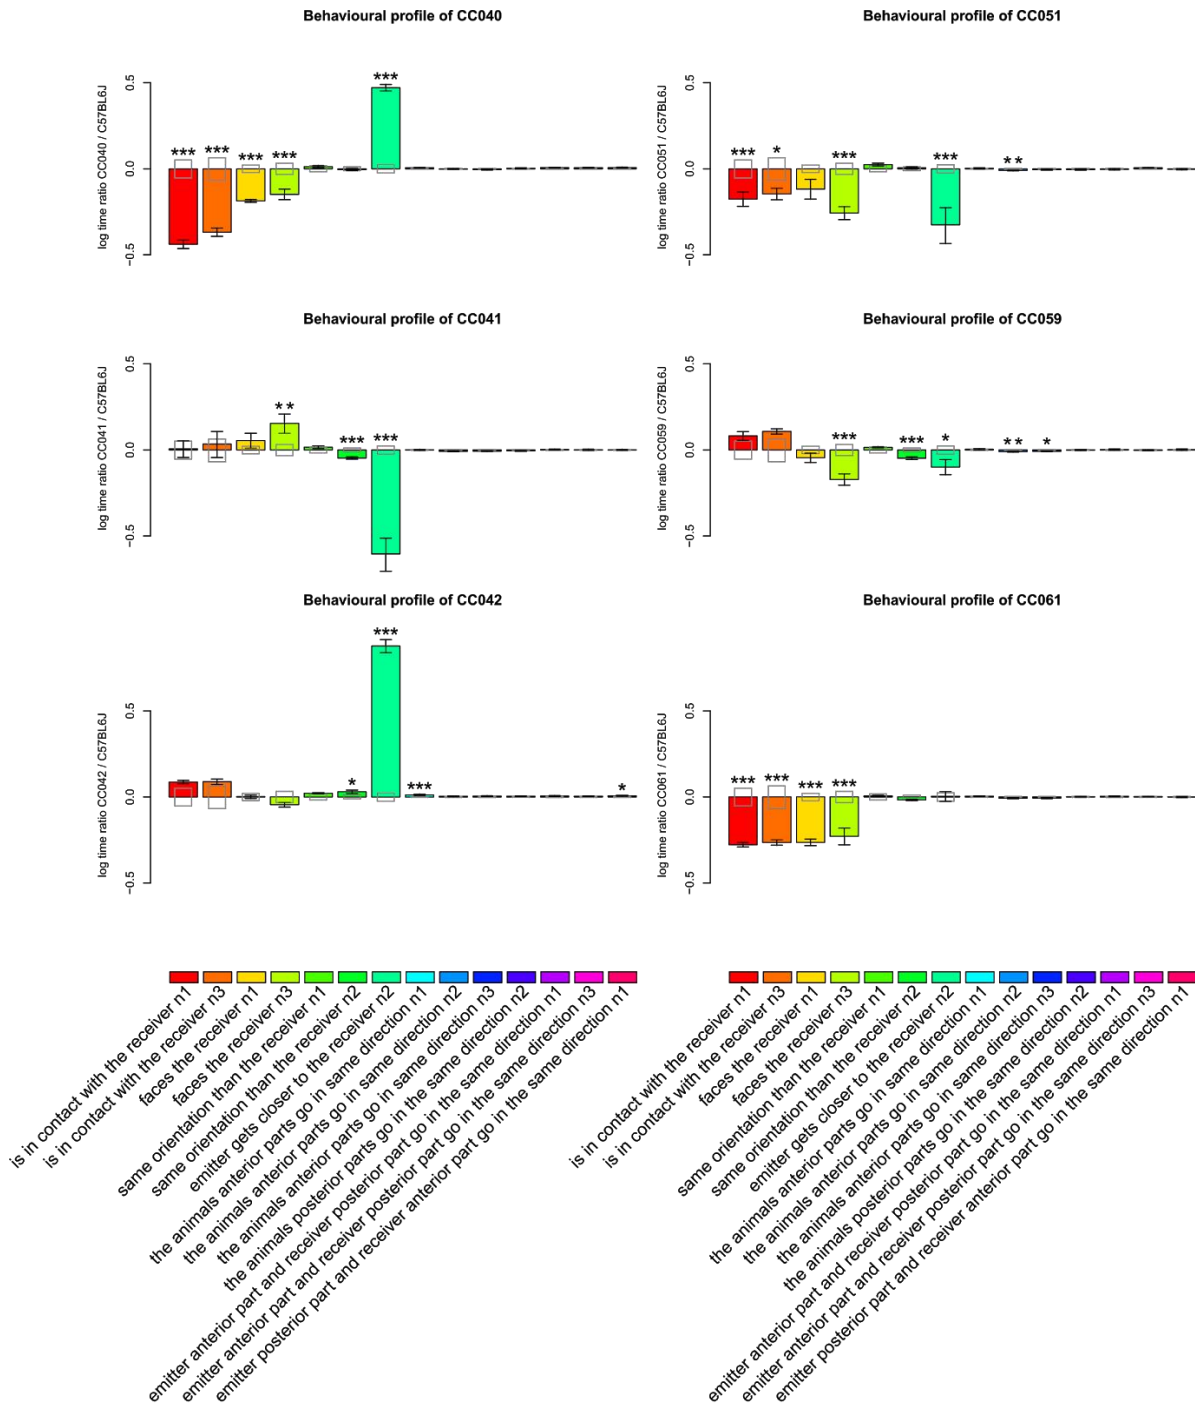 Behavioural profile of CC040
log time ratio CC040 / C57BL6J
0.5
0.0
−0.5
***
***
***
***
***
Behavioural profile of CC051
log time ratio CC051 / C57BL6J
0.5
0.0
−0.5
***
*
***
***
**
Behavioural profile of CC041
log time ratio CC041 / C57BL6J
0.5
0.0
−0.5
**
***
***
Behavioural profile of CC059
log time ratio CC059 / C57BL6J
0.5
0.0
−0.5
***
***
*
**
*
Behavioural profile of CC042
log time ratio CC042 / C57BL6J
0.5
0.0
−0.5
*
***
***
*
Behavioural profile of CC061
log time ratio CC061 / C57BL6J
0.5
0.0
−0.5
***
***
***
***
is in contact with the receiver n1
is in contact with the receiver n3
faces the receiver n1
faces the receiver n3
same orientation than the receiver n1
same orientation than the receiver n2
emitter gets closer to the receiver n2
the animals anterior parts go in same direction n1
the animals anterior parts go in same direction n2
the animals anterior parts go in same direction n3
the animals posterior parts go in the same direction n2
emitter anterior part and receiver posterior part go in the same direction n1
emitter anterior part and receiver posterior part go in the same direction n3
emitter posterior part and receiver anterior part go in the same direction n1
is in contact with the receiver n1
is in contact with the receiver n3
faces the receiver n1
faces the receiver n3
same orientation than the receiver n1
same orientation than the receiver n2
emitter gets closer to the receiver n2
the animals anterior parts go in same direction n1
the animals anterior parts go in same direction n2
the animals anterior parts go in same direction n3
the animals posterior parts go in the same direction n2
emitter anterior part and receiver posterior part go in the same direction n1
emitter anterior part and receiver posterior part go in the same direction n3
emitter posterior part and receiver anterior part go in the same direction n1